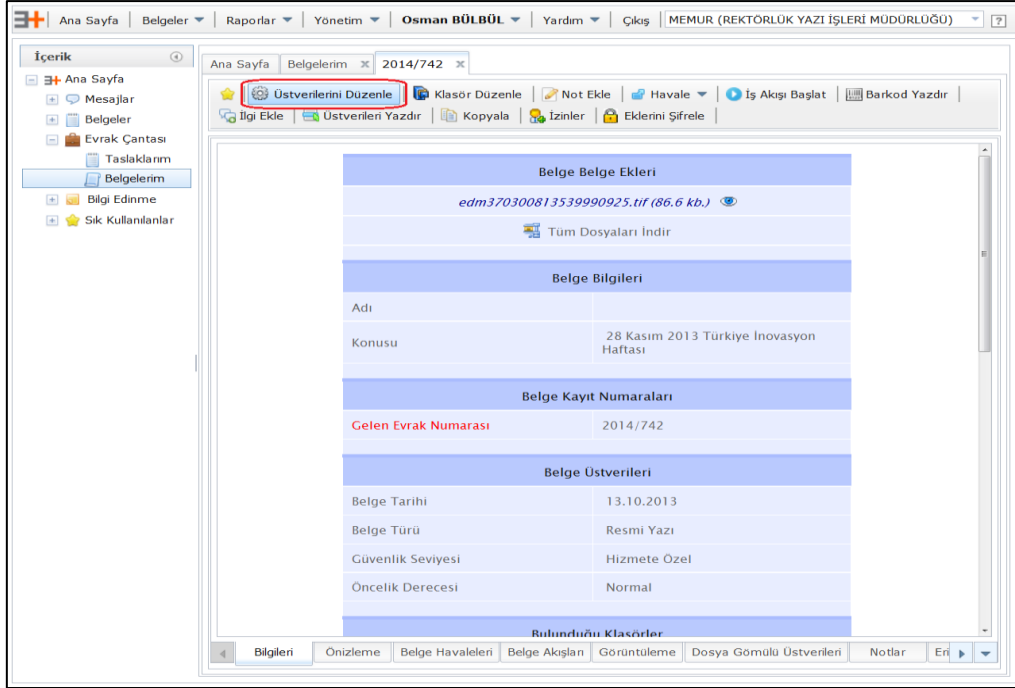 Ana Sayfa Belgeler Raporlar Yönetim Osman BÜLBÜL Yardım Çıkış MEMUR (REKTÖRLÜK YAZI İŞLERİ MÜDÜRLÜĞÜ) ?
İçerik
Ana Sayfa
Mesajlar
Belgeler
Evrak Çantası
Taslaklarım
Belgelerim
Bilgi Edinme
Sık Kullanılanlar
Ana Sayfa Belgelerim 2014/742
Üstverilerini Düzenle Klasör Düzenle Not Ekle Havale İş Akışı Başlat Barkod Yazdır
İlgi Ekle Üstverileri Yazdır Kopyala İzinler Eklerini Şifrele
Belge Belge Ekleri
edm370300813539990925.tif (86.6 kb.)
Tüm Dosyaları İndir
Belge Bilgileri
Adı
Konusu 28 Kasım 2013 Türkiye İnovasyon
Haftası
Belge Kayıt Numaraları
Gelen Evrak Numarası 2014/742
Belge Üstverileri
Belge Tarihi 13.10.2013
Belge Türü Resmi Yazı
Güvenlik Seviyesi Hizmete Özel
Öncelik Derecesi Normal
Bulunduğu Klasörler
Bilgileri Önizleme Belge Havaleleri Belge Akışları Görüntüleme Dosya Gömülü Üstverileri Notlar Eri